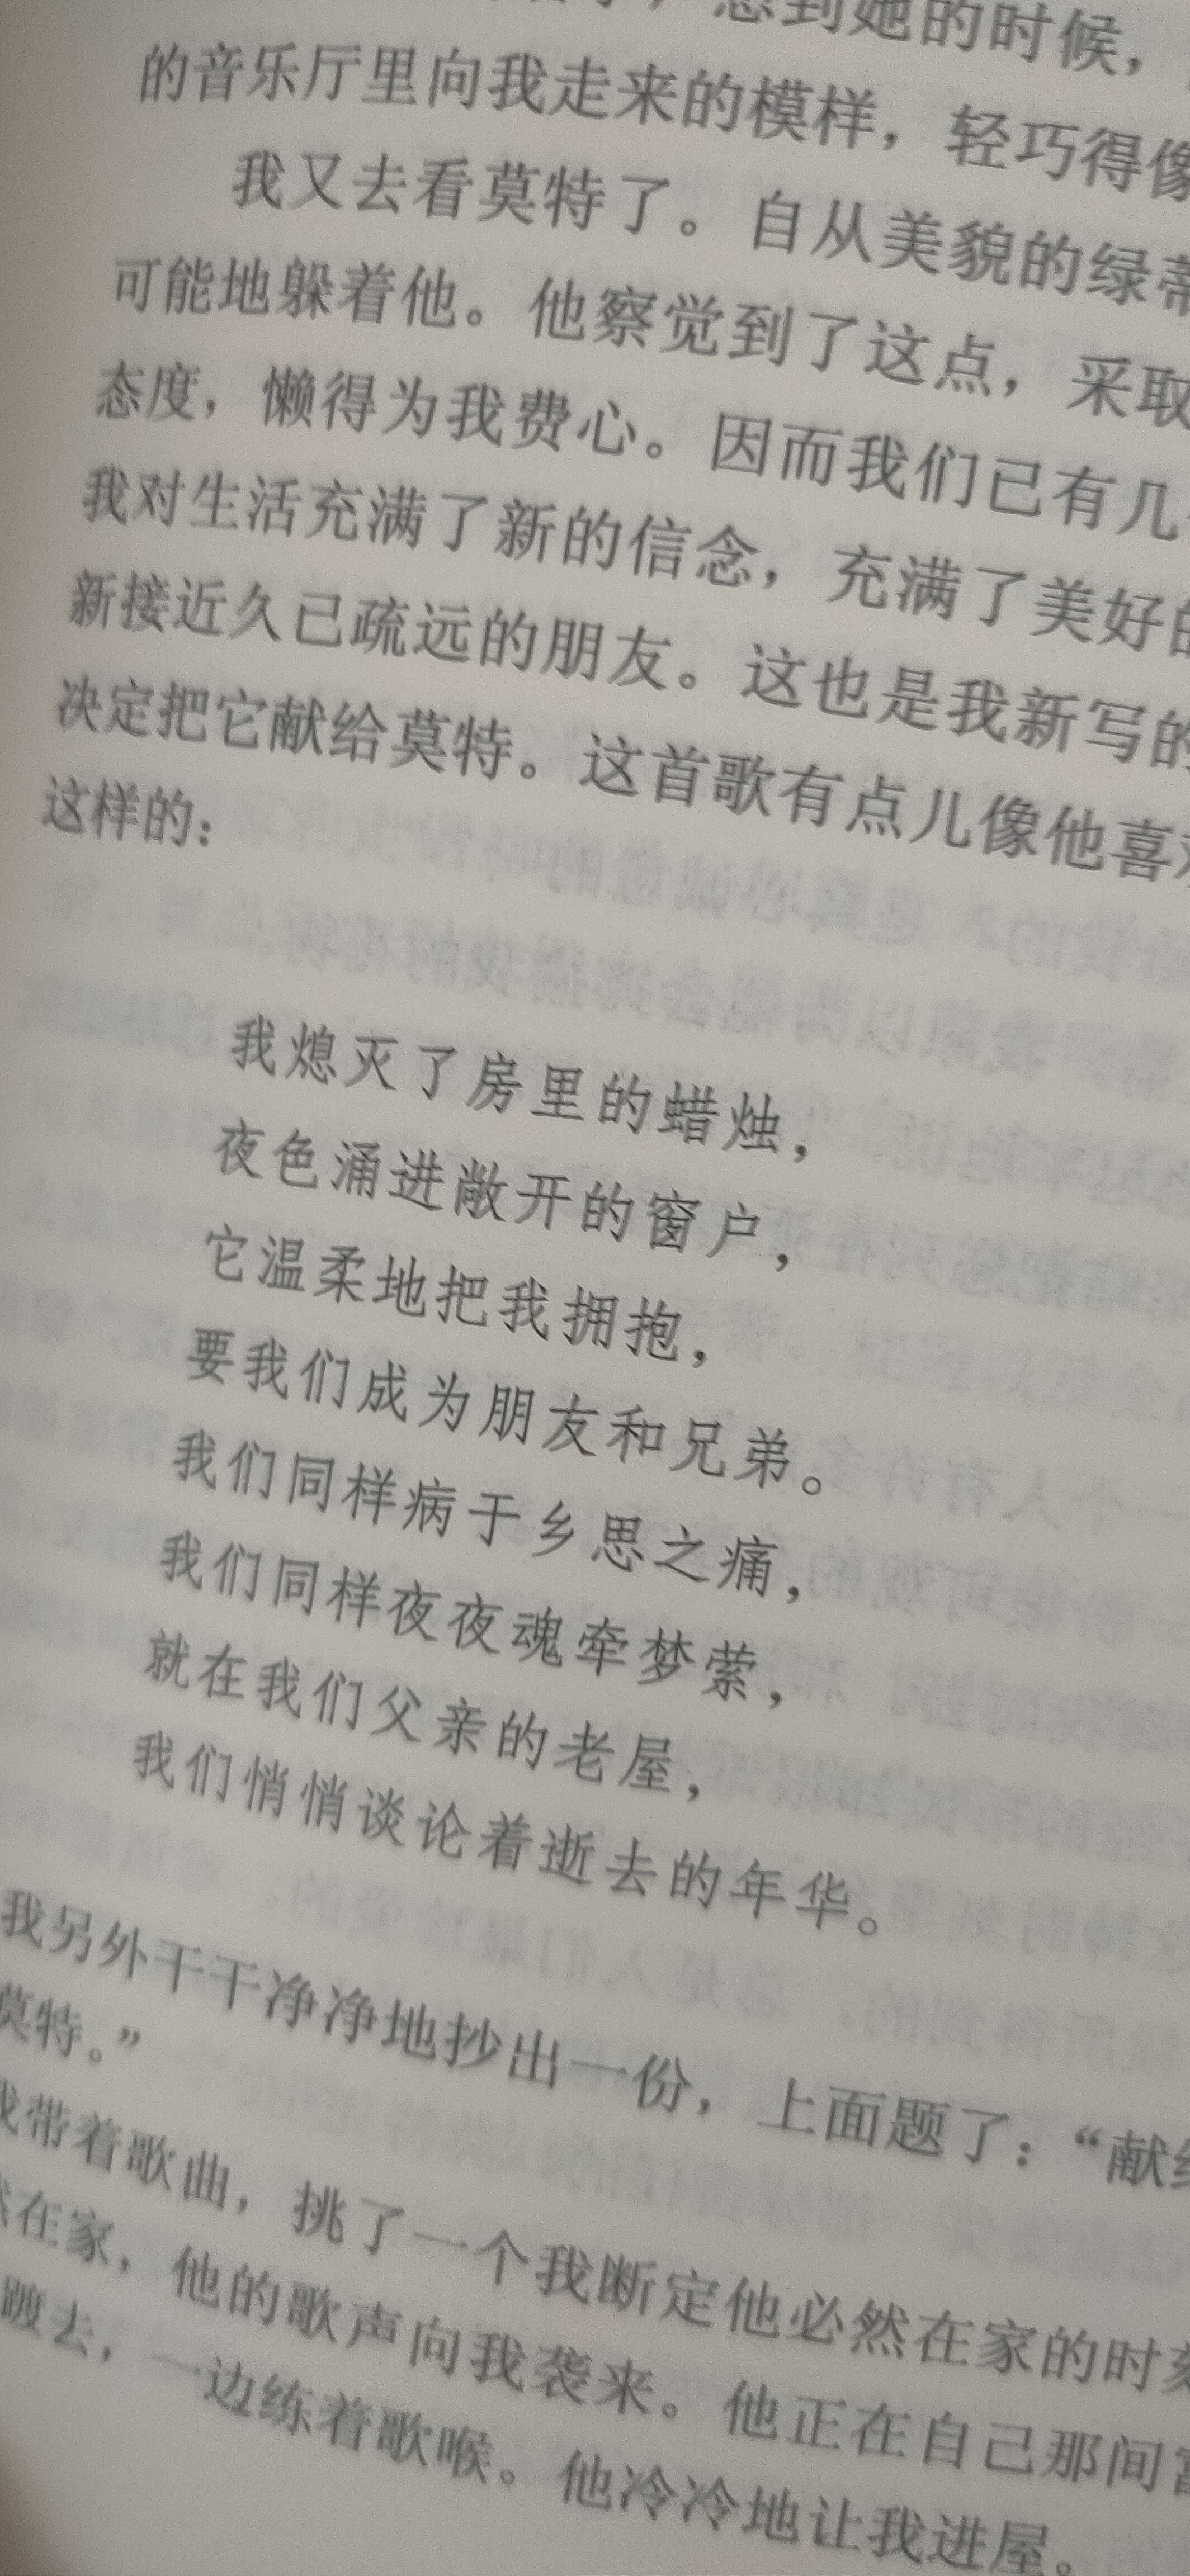 想到她的时候，
的音乐厅里向我走来的模样，轻巧得像
我又去看莫特了。自从美貌的绿蒂
可能地躲着他。他察觉到了这点，采取
态度，懒得为我费心。因而我们已有几
我对生活充满了新的信念，充满了美好的
新接近久已疏远的朋友。这也是我新写的
决定把它献给莫特。这首歌有点儿像他喜
这样的：
我熄灭了房里的蜡烛，
夜色涌进敞开的窗户，
它温柔地把我拥抱，
要我们成为朋友和兄弟。
我们同样病于乡思之痛，
我们同样夜夜魂牵梦萦，
就在我们父亲的老屋，
我们悄悄谈论着逝去的年华。
我另外干干净净地抄出一份，上面题了：“献给
莫特。”
我带着歌曲，挑了一个我断定他必然在家的时刻
然在家，他的歌声向我袭来。他正在自己那间富
踱去，一边练着歌喉。他冷冷地让我进屋。